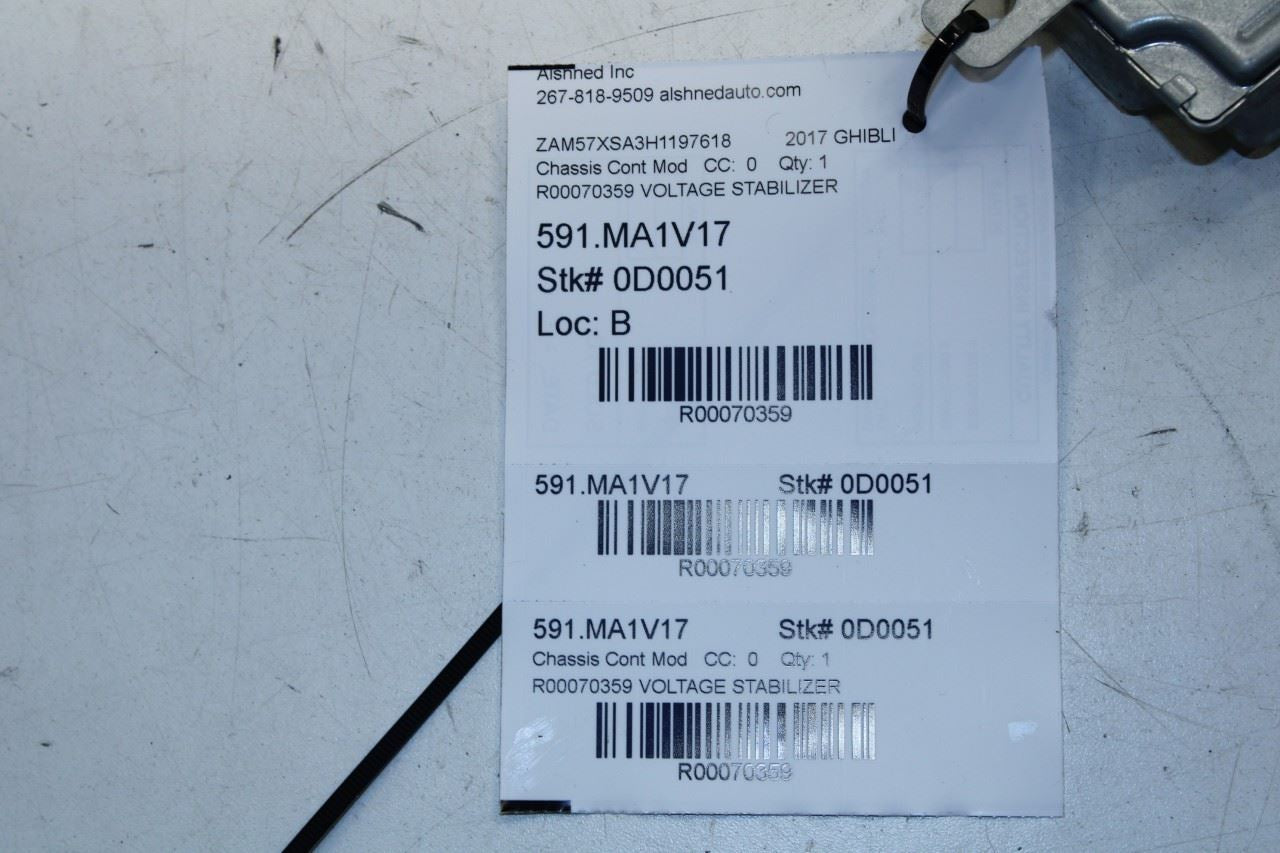 Alshned Inc
267-818-9509 alshnedauto.com
ZAM57XSA3H1197618 2017 GHIBLI
Chassis Cont Mod CC: 0 Qty: 1
R00070359 VOLTAGE STABILIZER
591.MA1V17
Stk# 0D0051
Loc: B
R00070359
591.MA1V17 Stk# 0D0051
R00070359
591.MA1V17 Stk# 0D0051
Chassis Cont Mod CC: 0 Qty: 1
R00070359 VOLTAGE STABILIZER
R00070359